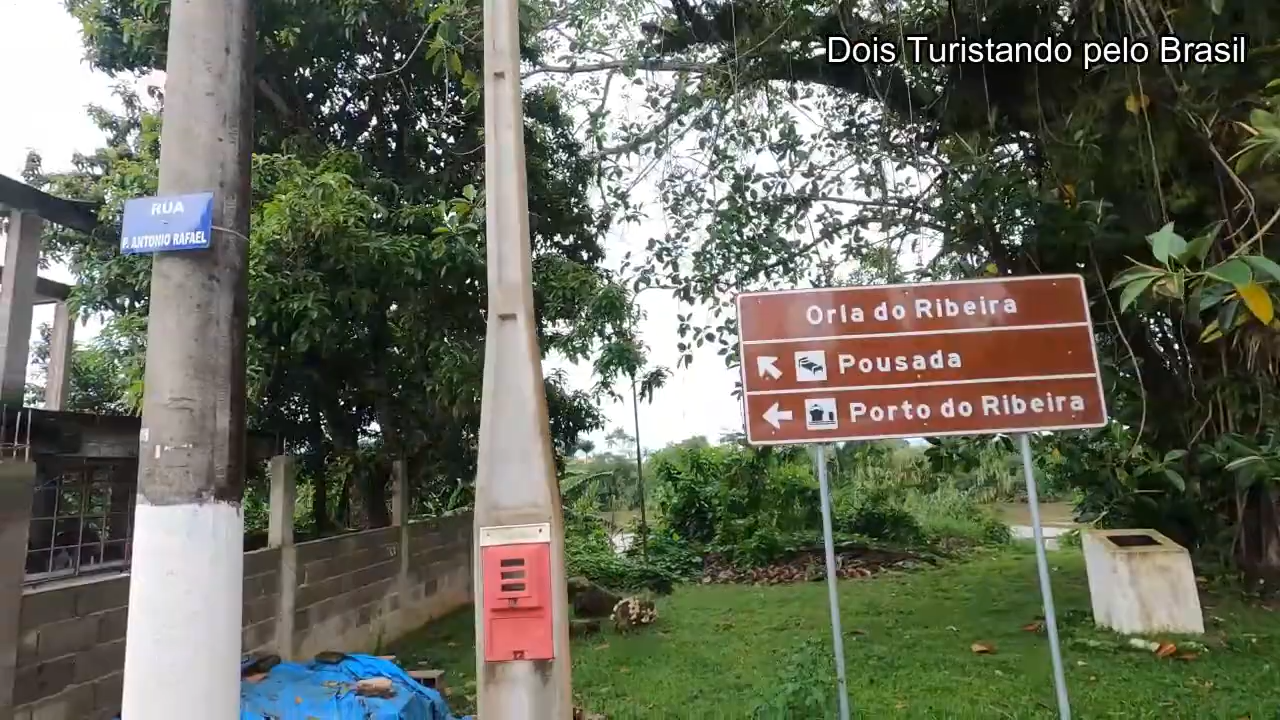 Dois Turistando pelo Brasil
RUA
P. ANTONIO RAFAEL
Orla do Ribeira
Pousada
Porto do Ribeira